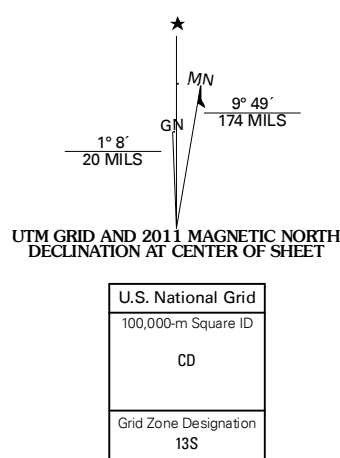 ★
MN
9° 49´
174 MILS
GN
1° 8´
20 MILS
UTM GRID AND 2011 MAGNETIC NORTH
DECLINATION AT CENTER OF SHEET
U.S. National Grid
100,000-m Square ID
CD
Grid Zone Designation
13S